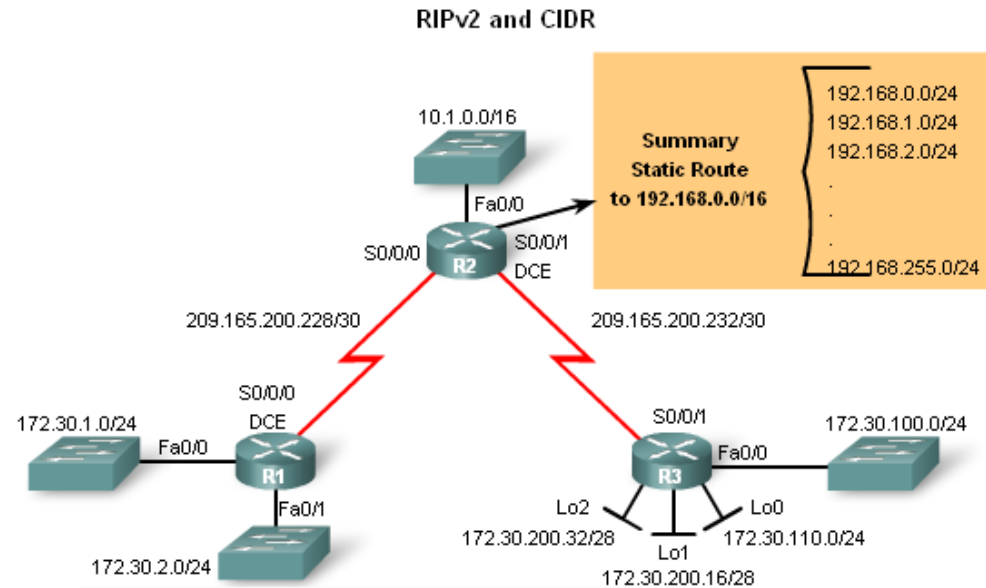 RIPv2 and CIDR
10.1.0.0/16
Summary
Static Route
to 192.168.0.0/16
192.168.0.0/24
192.168.1.0/24
192.168.2.0/24
.
.
.
192.168.255.0/24
Fa0/0
S0/0/0
R2
S0/0/1
DCE
209.165.200.228/30
209.165.200.232/30
S0/0/0
DCE
172.30.1.0/24
Fa0/0
R1
Fa0/1
172.30.2.0/24
S0/0/1
172.30.100.0/24
Fa0/0
R3
Lo2
Lo0
172.30.200.32/28
172.30.110.0/24
Lo1
172.30.200.16/28